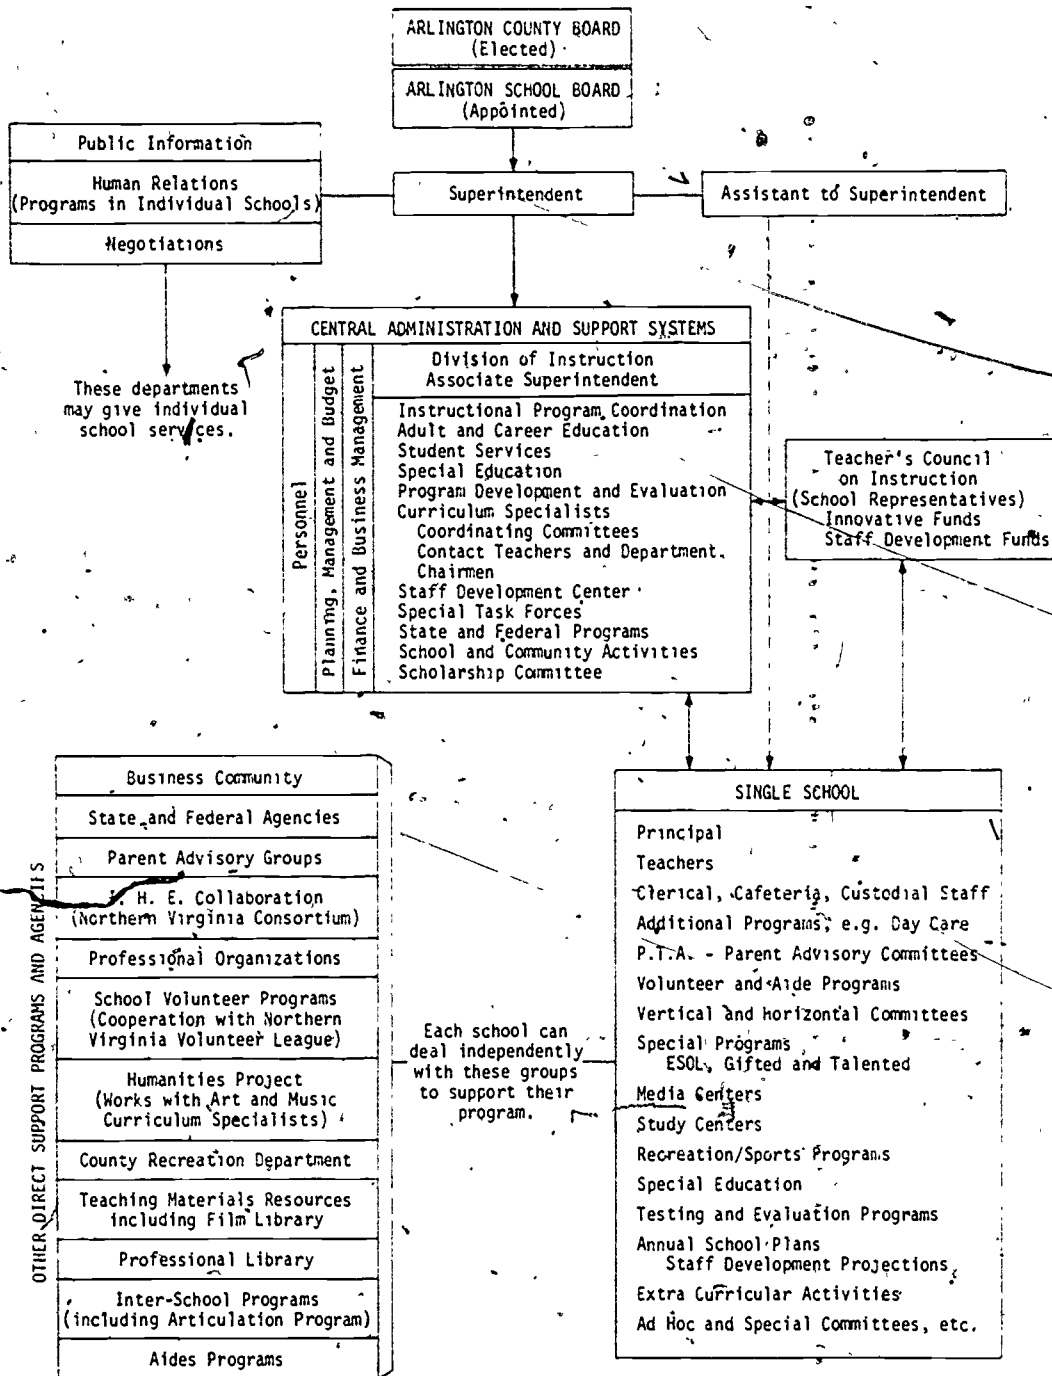 ARLINGTON COUNTY BOARD
(Elected)
ARLINGTON SCHOOL BOARD
(Appointed)
Public Information
Human Relations
(Programs in Individual Schools)
Negotiations
Superintendent
Assistant to Superintendent
These departments
may give individual
school services.
CENTRAL ADMINISTRATION AND SUPPORT SYSTEMS
Personnel
Planning, Management and Budget
Finance and Business Management
Division of Instruction
Associate Superintendent
Instructional Program Coordination
Adult and Career Education
Student Services
Special Education
Program Development and Evaluation
Curriculum Specialists
Coordinating Committees
Contact Teachers and Department
Chairmen
Staff Development Center
Special Task Forces
State and Federal Programs
School and Community Activities
Scholarship Committee
Teacher's Council
on Instruction
(School Representatives)
Innovative Funds
Staff Development Funds
OTHER DIRECT SUPPORT PROGRAMS AND AGENCIES
Business Community
State and Federal Agencies
Parent Advisory Groups
H. E. Collaboration
(Northern Virginia Consortium)
Professional Organizations
School Volunteer Programs
(Cooperation with Northern
Virginia Volunteer League)
Humanities Project
(Works with Art and Music
Curriculum Specialists)
County Recreation Department
Teaching Materials Resources
including Film Library
Professional Library
Inter-School Programs
(including Articulation Program)
Aides Programs
Each school can
deal independently
with these groups
to support their
program.
SINGLE SCHOOL
Principal
Teachers
Clerical, Cafeteria, Custodial Staff
Additional Programs, e.g. Day Care
P.T.A. - Parent Advisory Committees
Volunteer and Aide Programs
Vertical and horizontal Committees
Special Programs
ESOL, Gifted and Talented
Media Centers
Study Centers
Recreation/Sports Programs
Special Education
Testing and Evaluation Programs
Annual School Plans
Staff Development Projections
Extra Curricular Activities
Ad Hoc and Special Committees, etc.